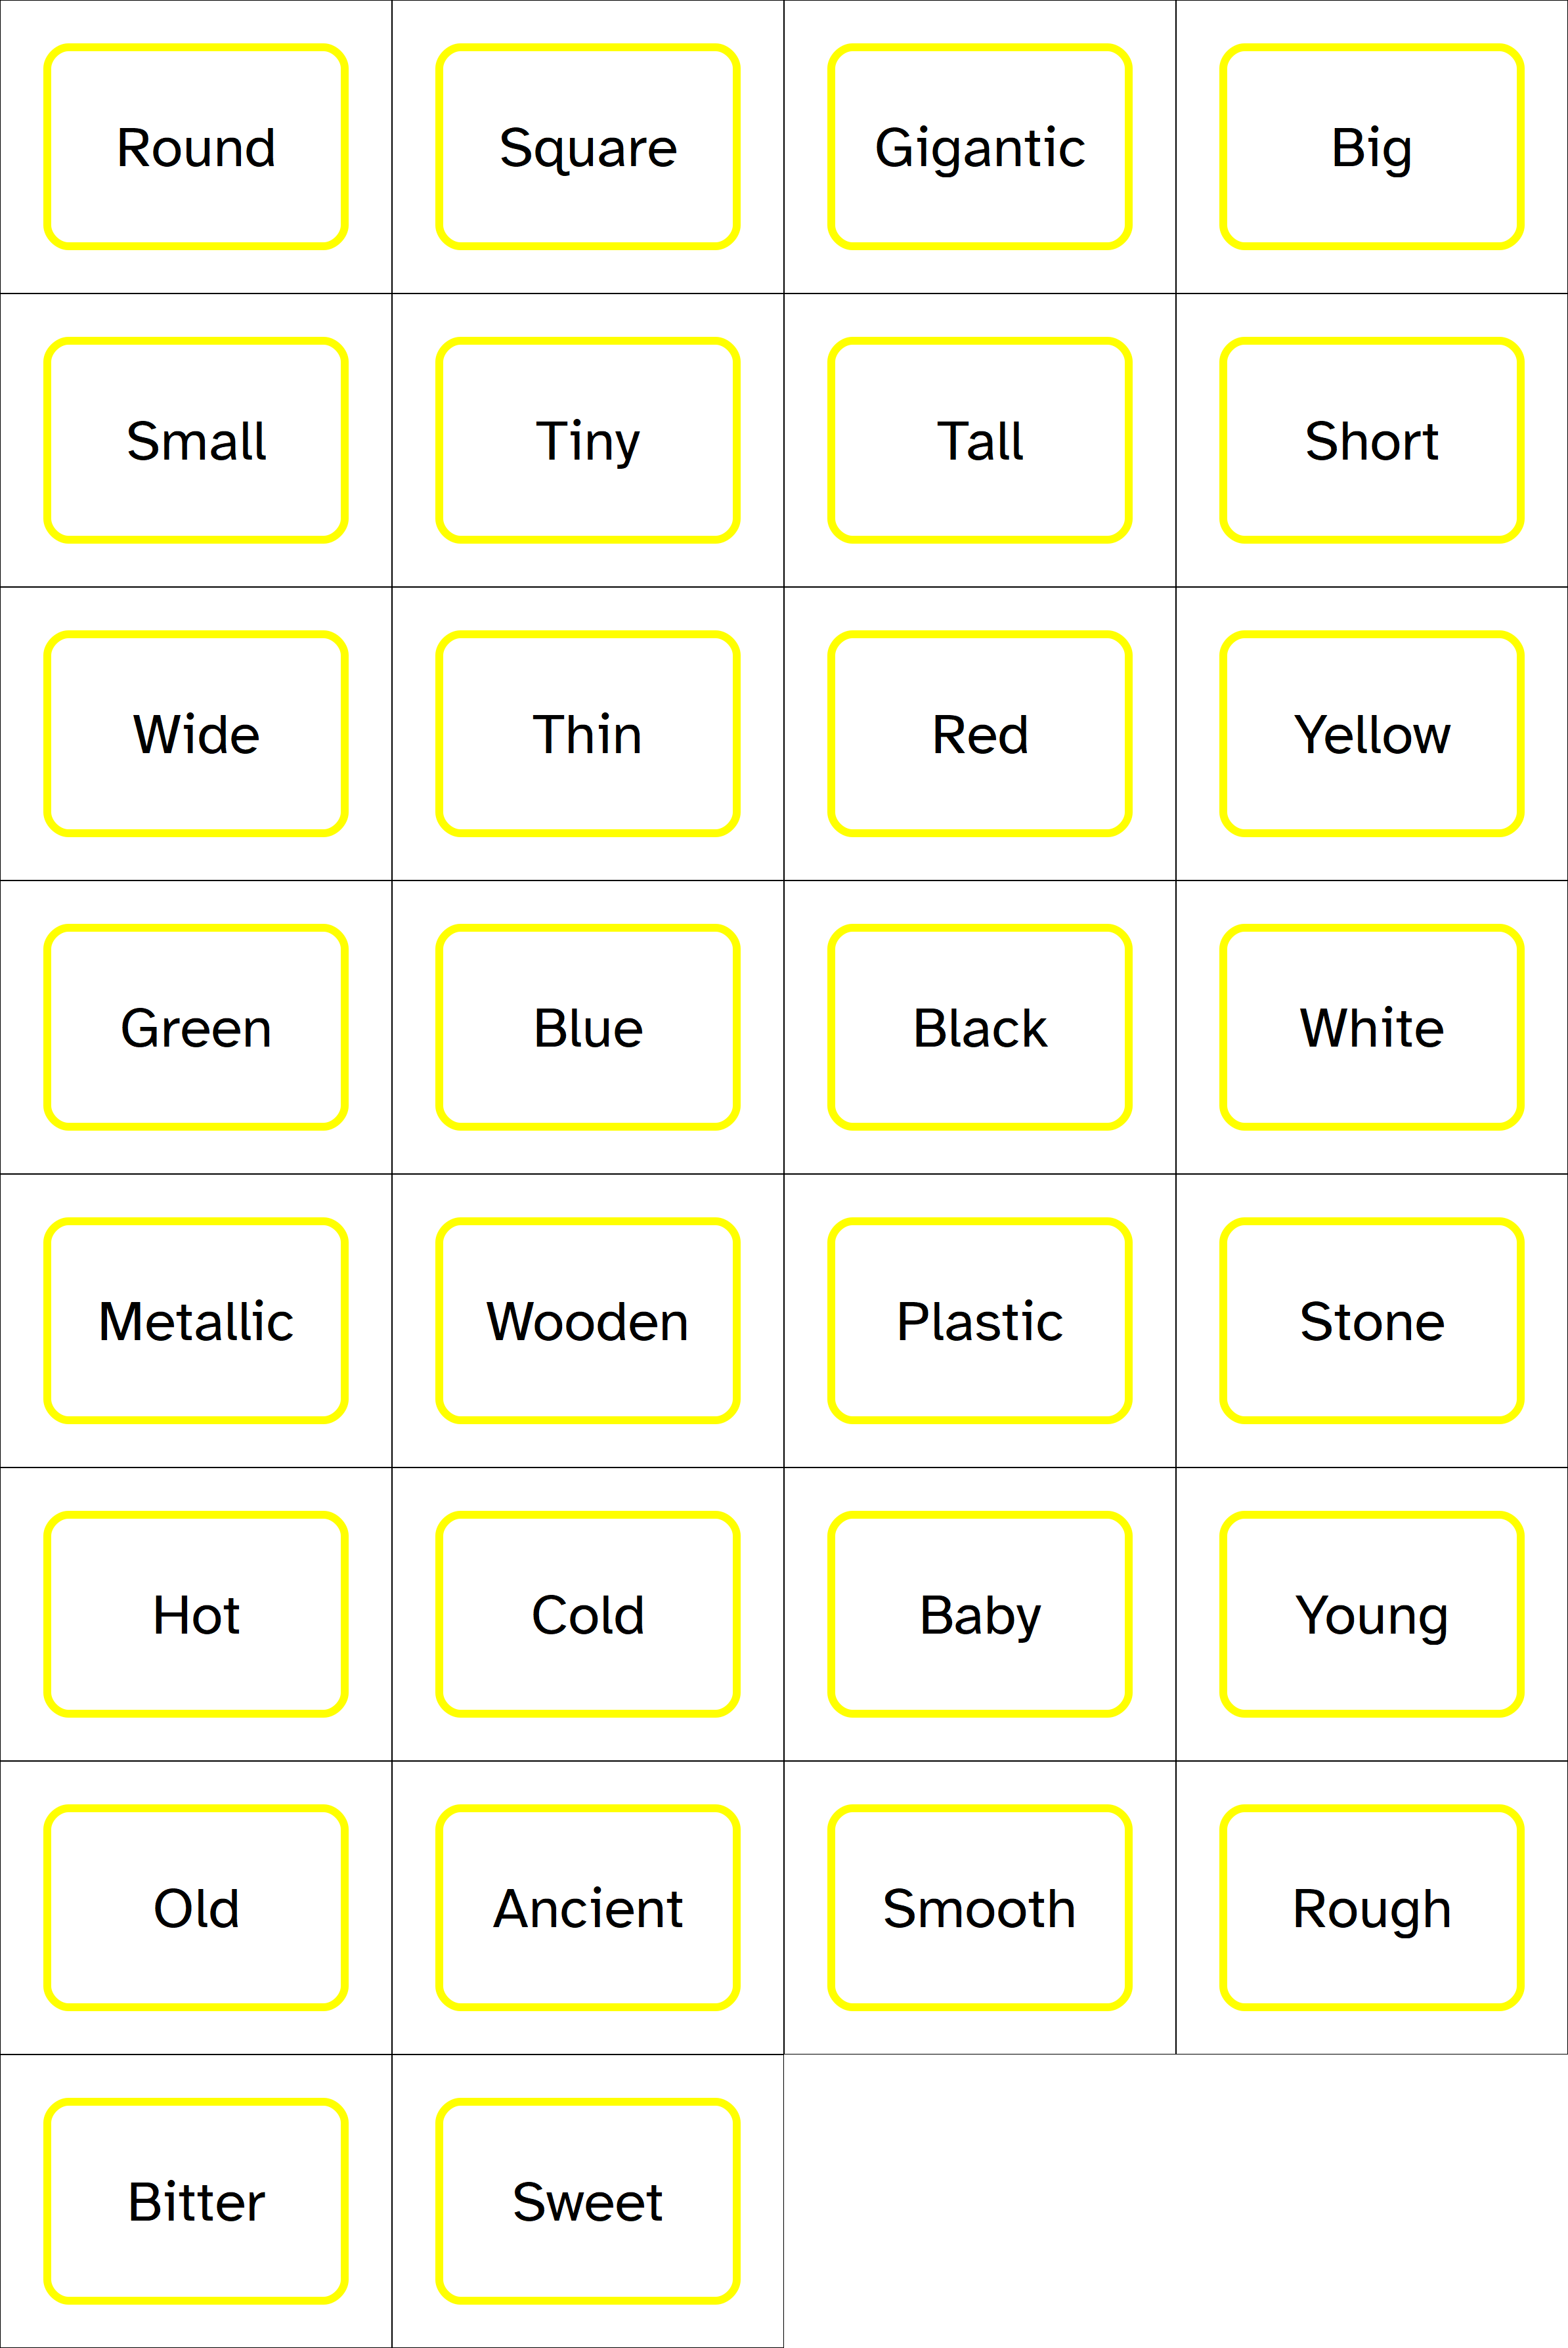 Round
Square
Gigantic
Big
Small
Tiny
Tall
Short
Wide
Thin
Red
Yellow
Green
Blue
Black
White
Metallic
Wooden
Plastic
Stone
Hot
Cold
Baby
Young
Old
Ancient
Smooth
Rough
Bitter
Sweet